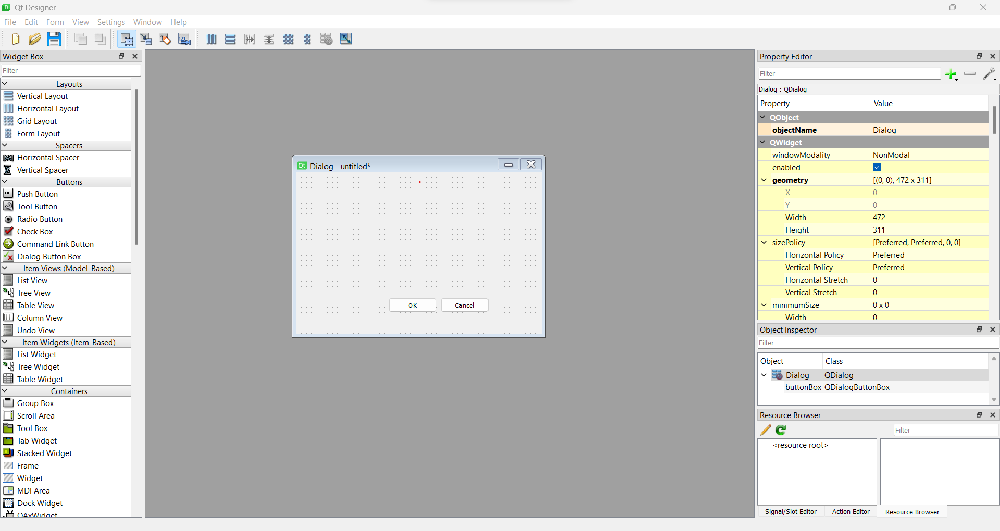 Qt Designer
File Edit Form View Settings Window Help
Widget Box
Filter
Layouts
Vertical Layout
Horizontal Layout
Grid Layout
Form Layout
Spacers
Horizontal Spacer
Vertical Spacer
Buttons
Push Button
Tool Button
Radio Button
Check Box
Command Link Button
Dialog Button Box
Item Views (Model-Based)
List View
Tree View
Table View
Column View
Undo View
Item Widgets (Item-Based)
List Widget
Tree Widget
Table Widget
Containers
Group Box
Scroll Area
Tool Box
Tab Widget
Stacked Widget
Frame
Widget
MDI Area
Dock Widget
QAxWidget
Dialog - untitled*
OK Cancel
Property Editor
Filter
Dialog : QDialog
Property Value
QObject
objectName Dialog
QWidget
windowModality NonModal
enabled
geometry [(0, 0), 472 x 311]
X 0
Y 0
Width 472
Height 311
sizePolicy [Preferred, Preferred, 0, 0]
Horizontal Policy Preferred
Vertical Policy Preferred
Horizontal Stretch 0
Vertical Stretch 0
minimumSize 0 x 0
Width 0
Object Inspector
Filter
Object Class
Dialog QDialog
buttonBox QDialogButtonBox
Resource Browser
Filter
<resource root>
Signal/Slot Editor Action Editor Resource Browser